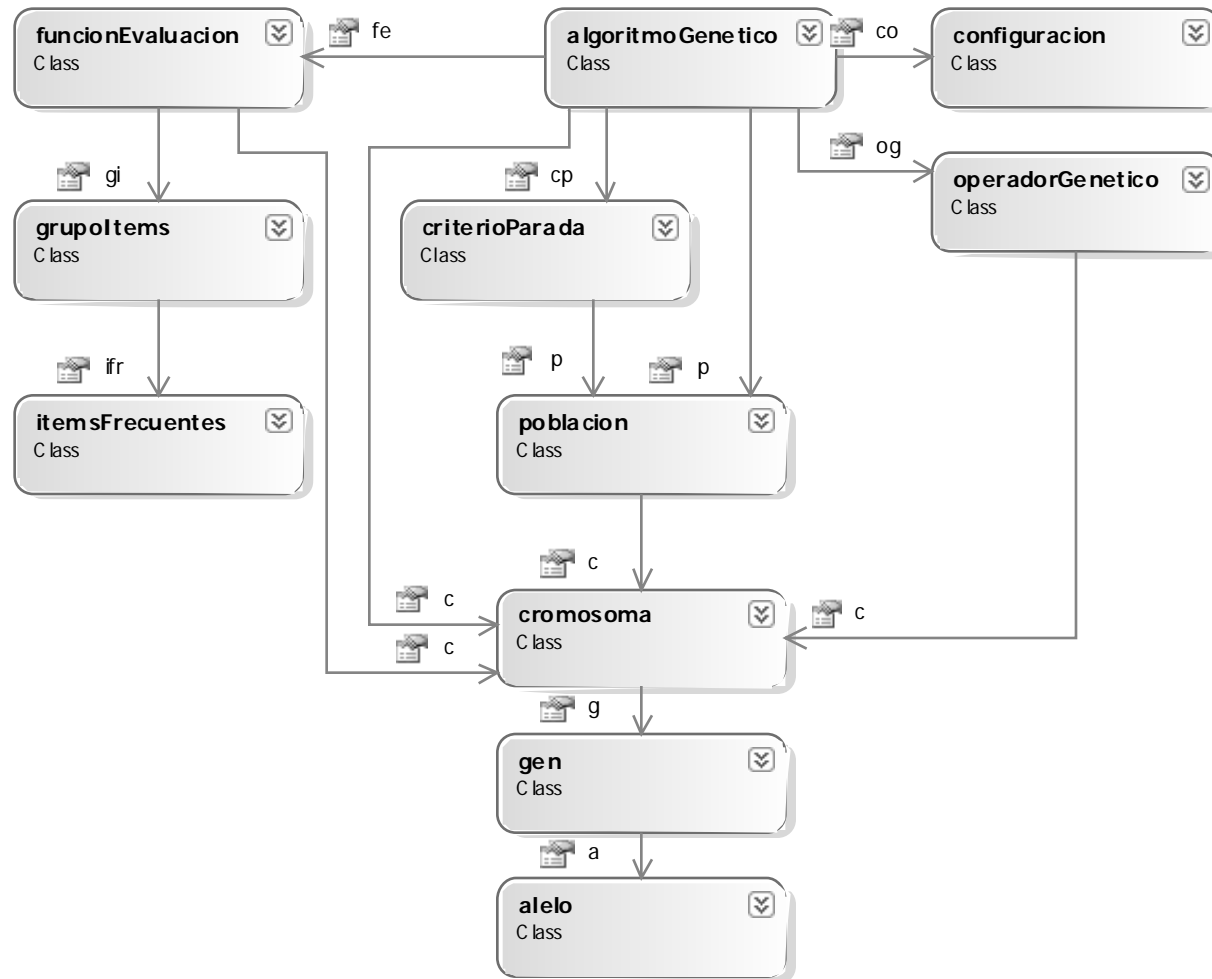 funcionEvaluacion
Class
fe
algoritmoGenetico
Class
co
configuracion
Class
og
operadorGenetico
Class
gi
grupoItems
Class
cp
criterioParada
Class
ifr
itemsFrecuentes
Class
p
p
poblacion
Class
c
c
c
c
cromosoma
Class
g
gen
Class
a
alelo
Class